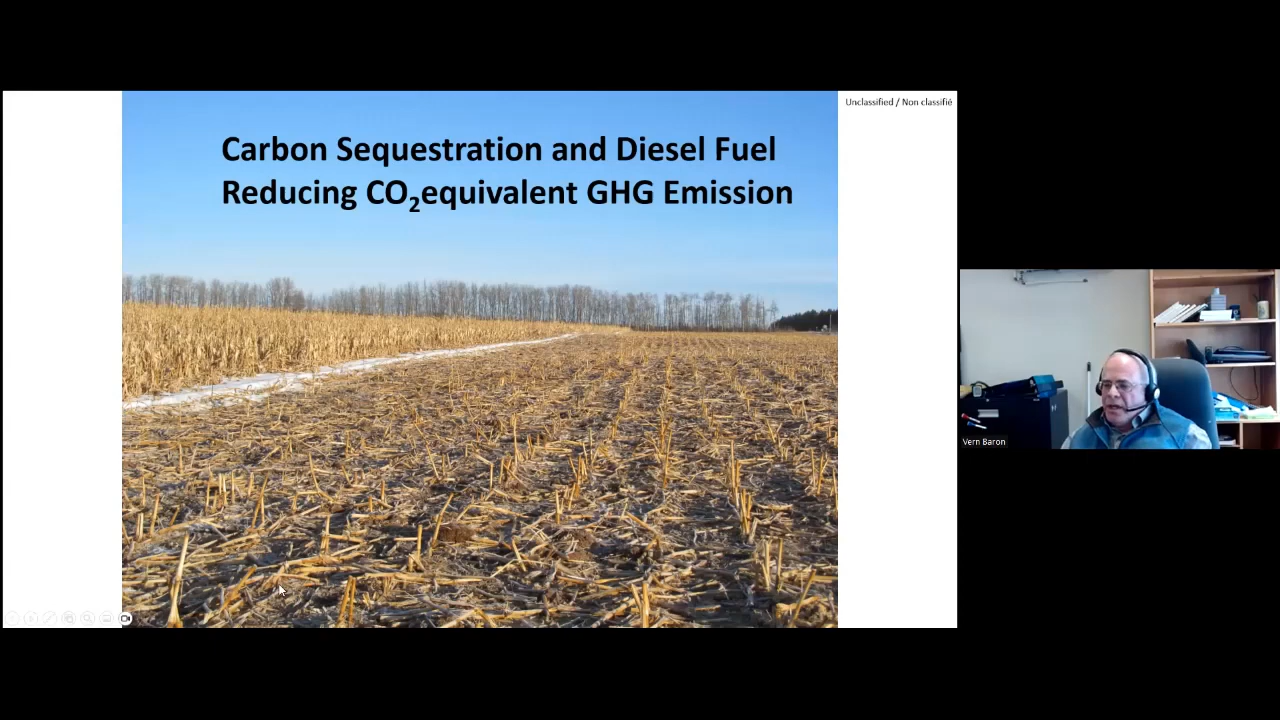 Unclassified / Non classifié
Carbon Sequestration and Diesel Fuel
Reducing CO₂equivalent GHG Emission
Vern Baron